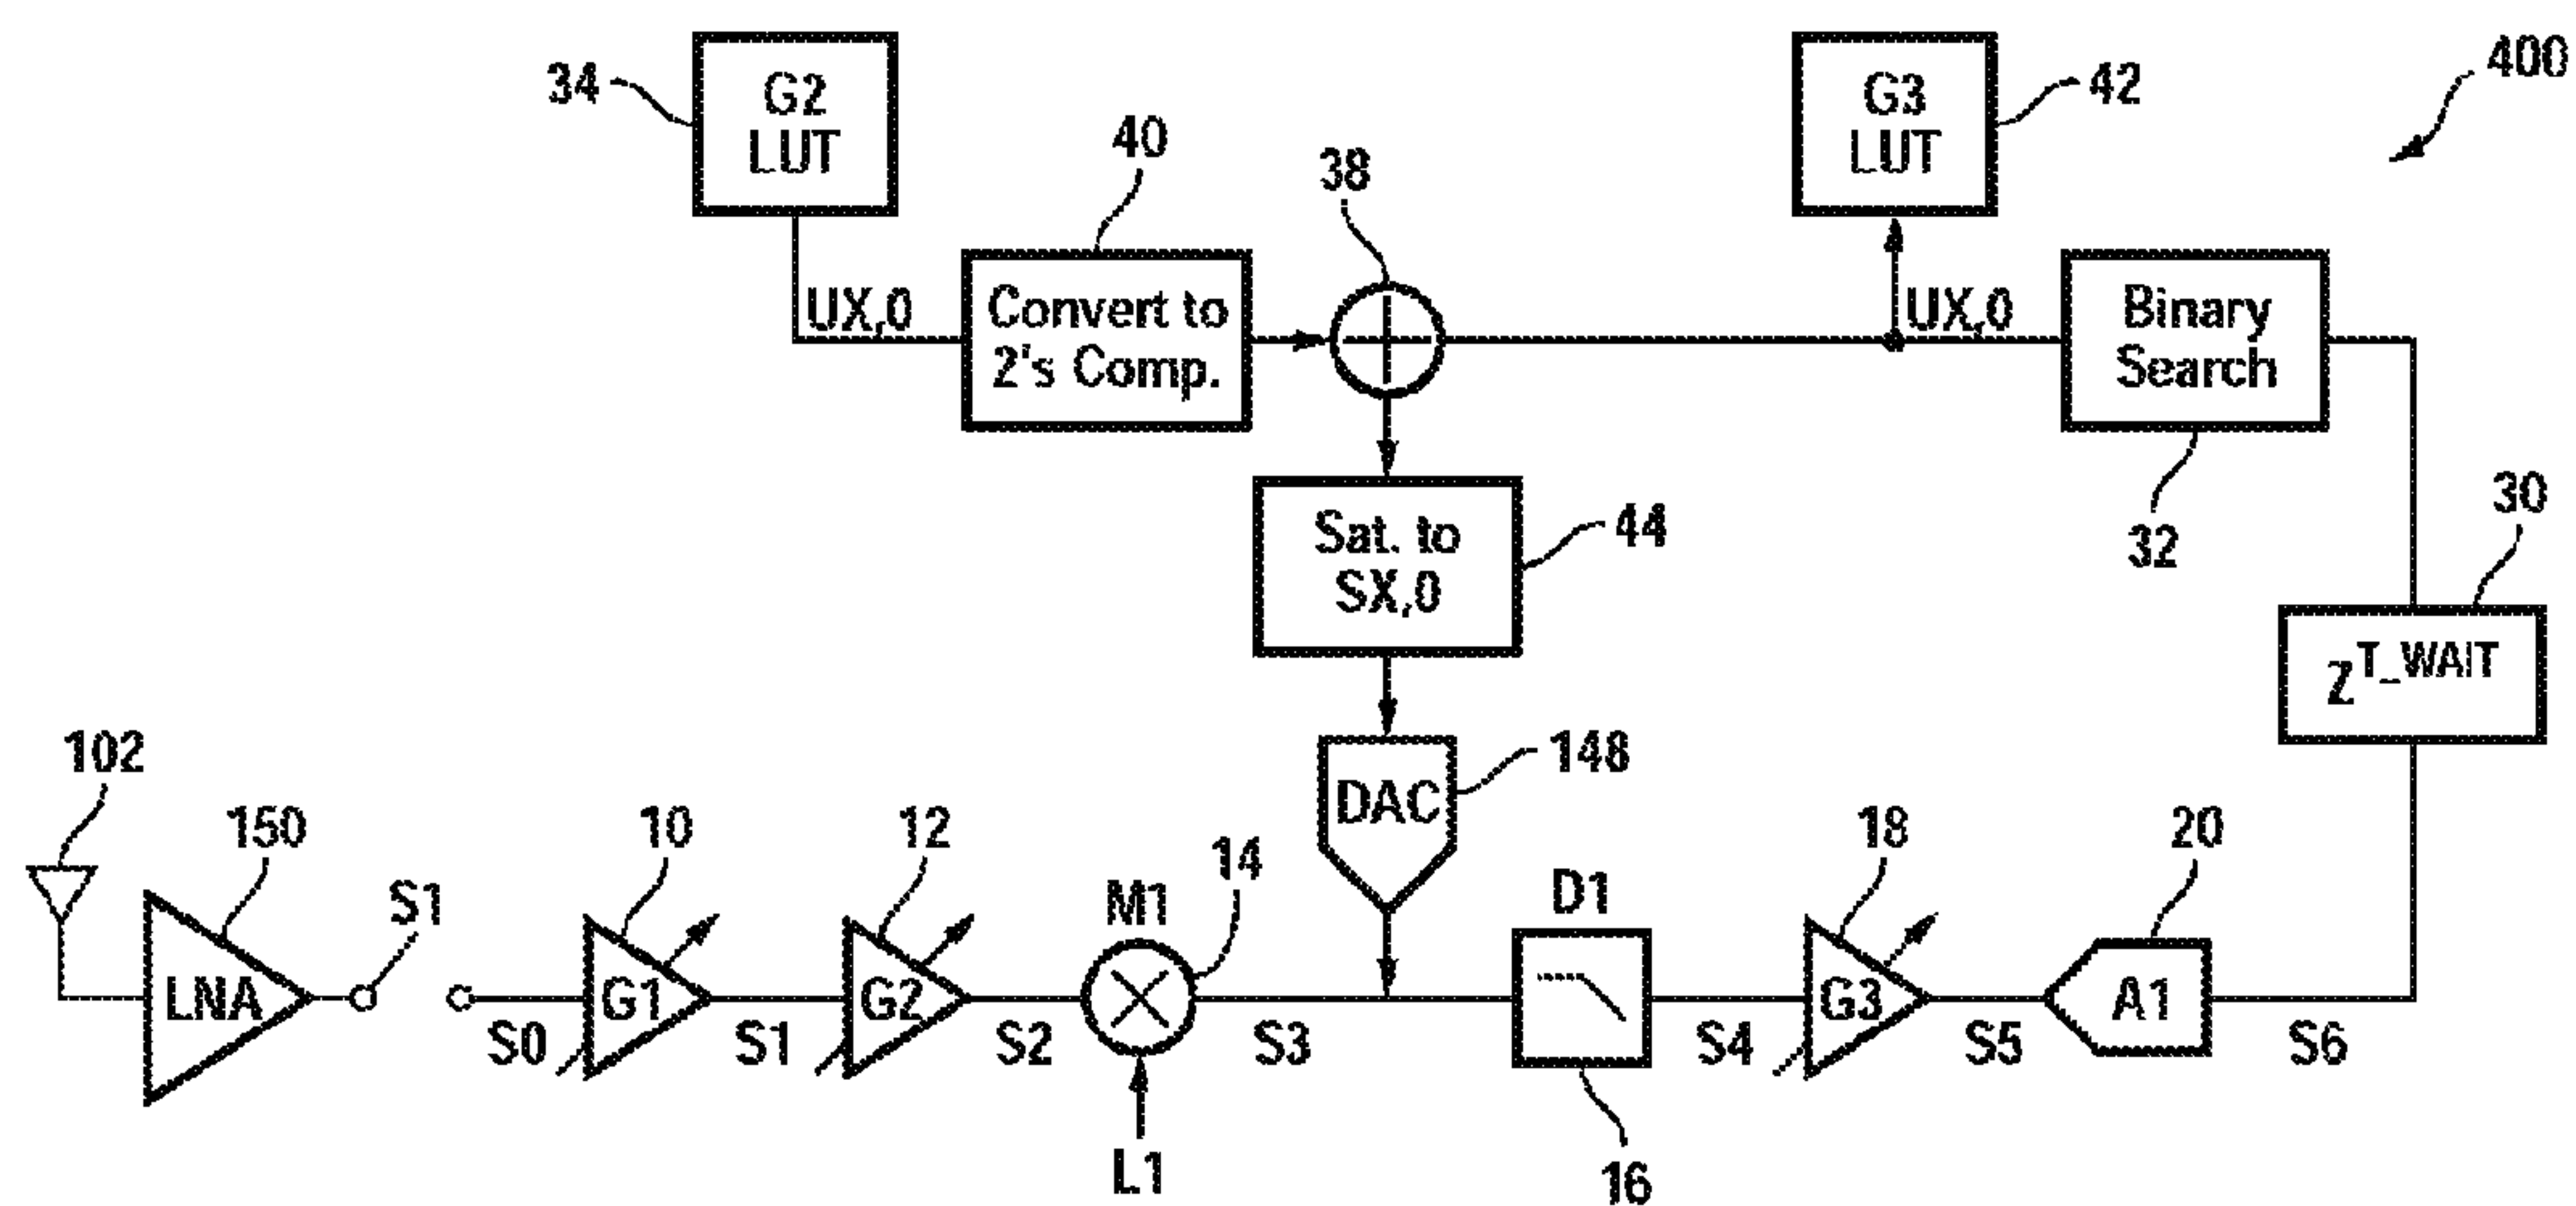 34
G2
LUT
40
38
G3
LUT
42
400
UX,0
Convert to
2's Comp.
UX,0
Binary
Search
32
Sat. to
SX,0
44
30
Z^T_WAIT
DAC
148
102
150
S1
10
12
M1
14
D1
18
20
LNA
S0
G1
S1
G2
S2
S3
S4
G3
S5
A1
S6
L1
16